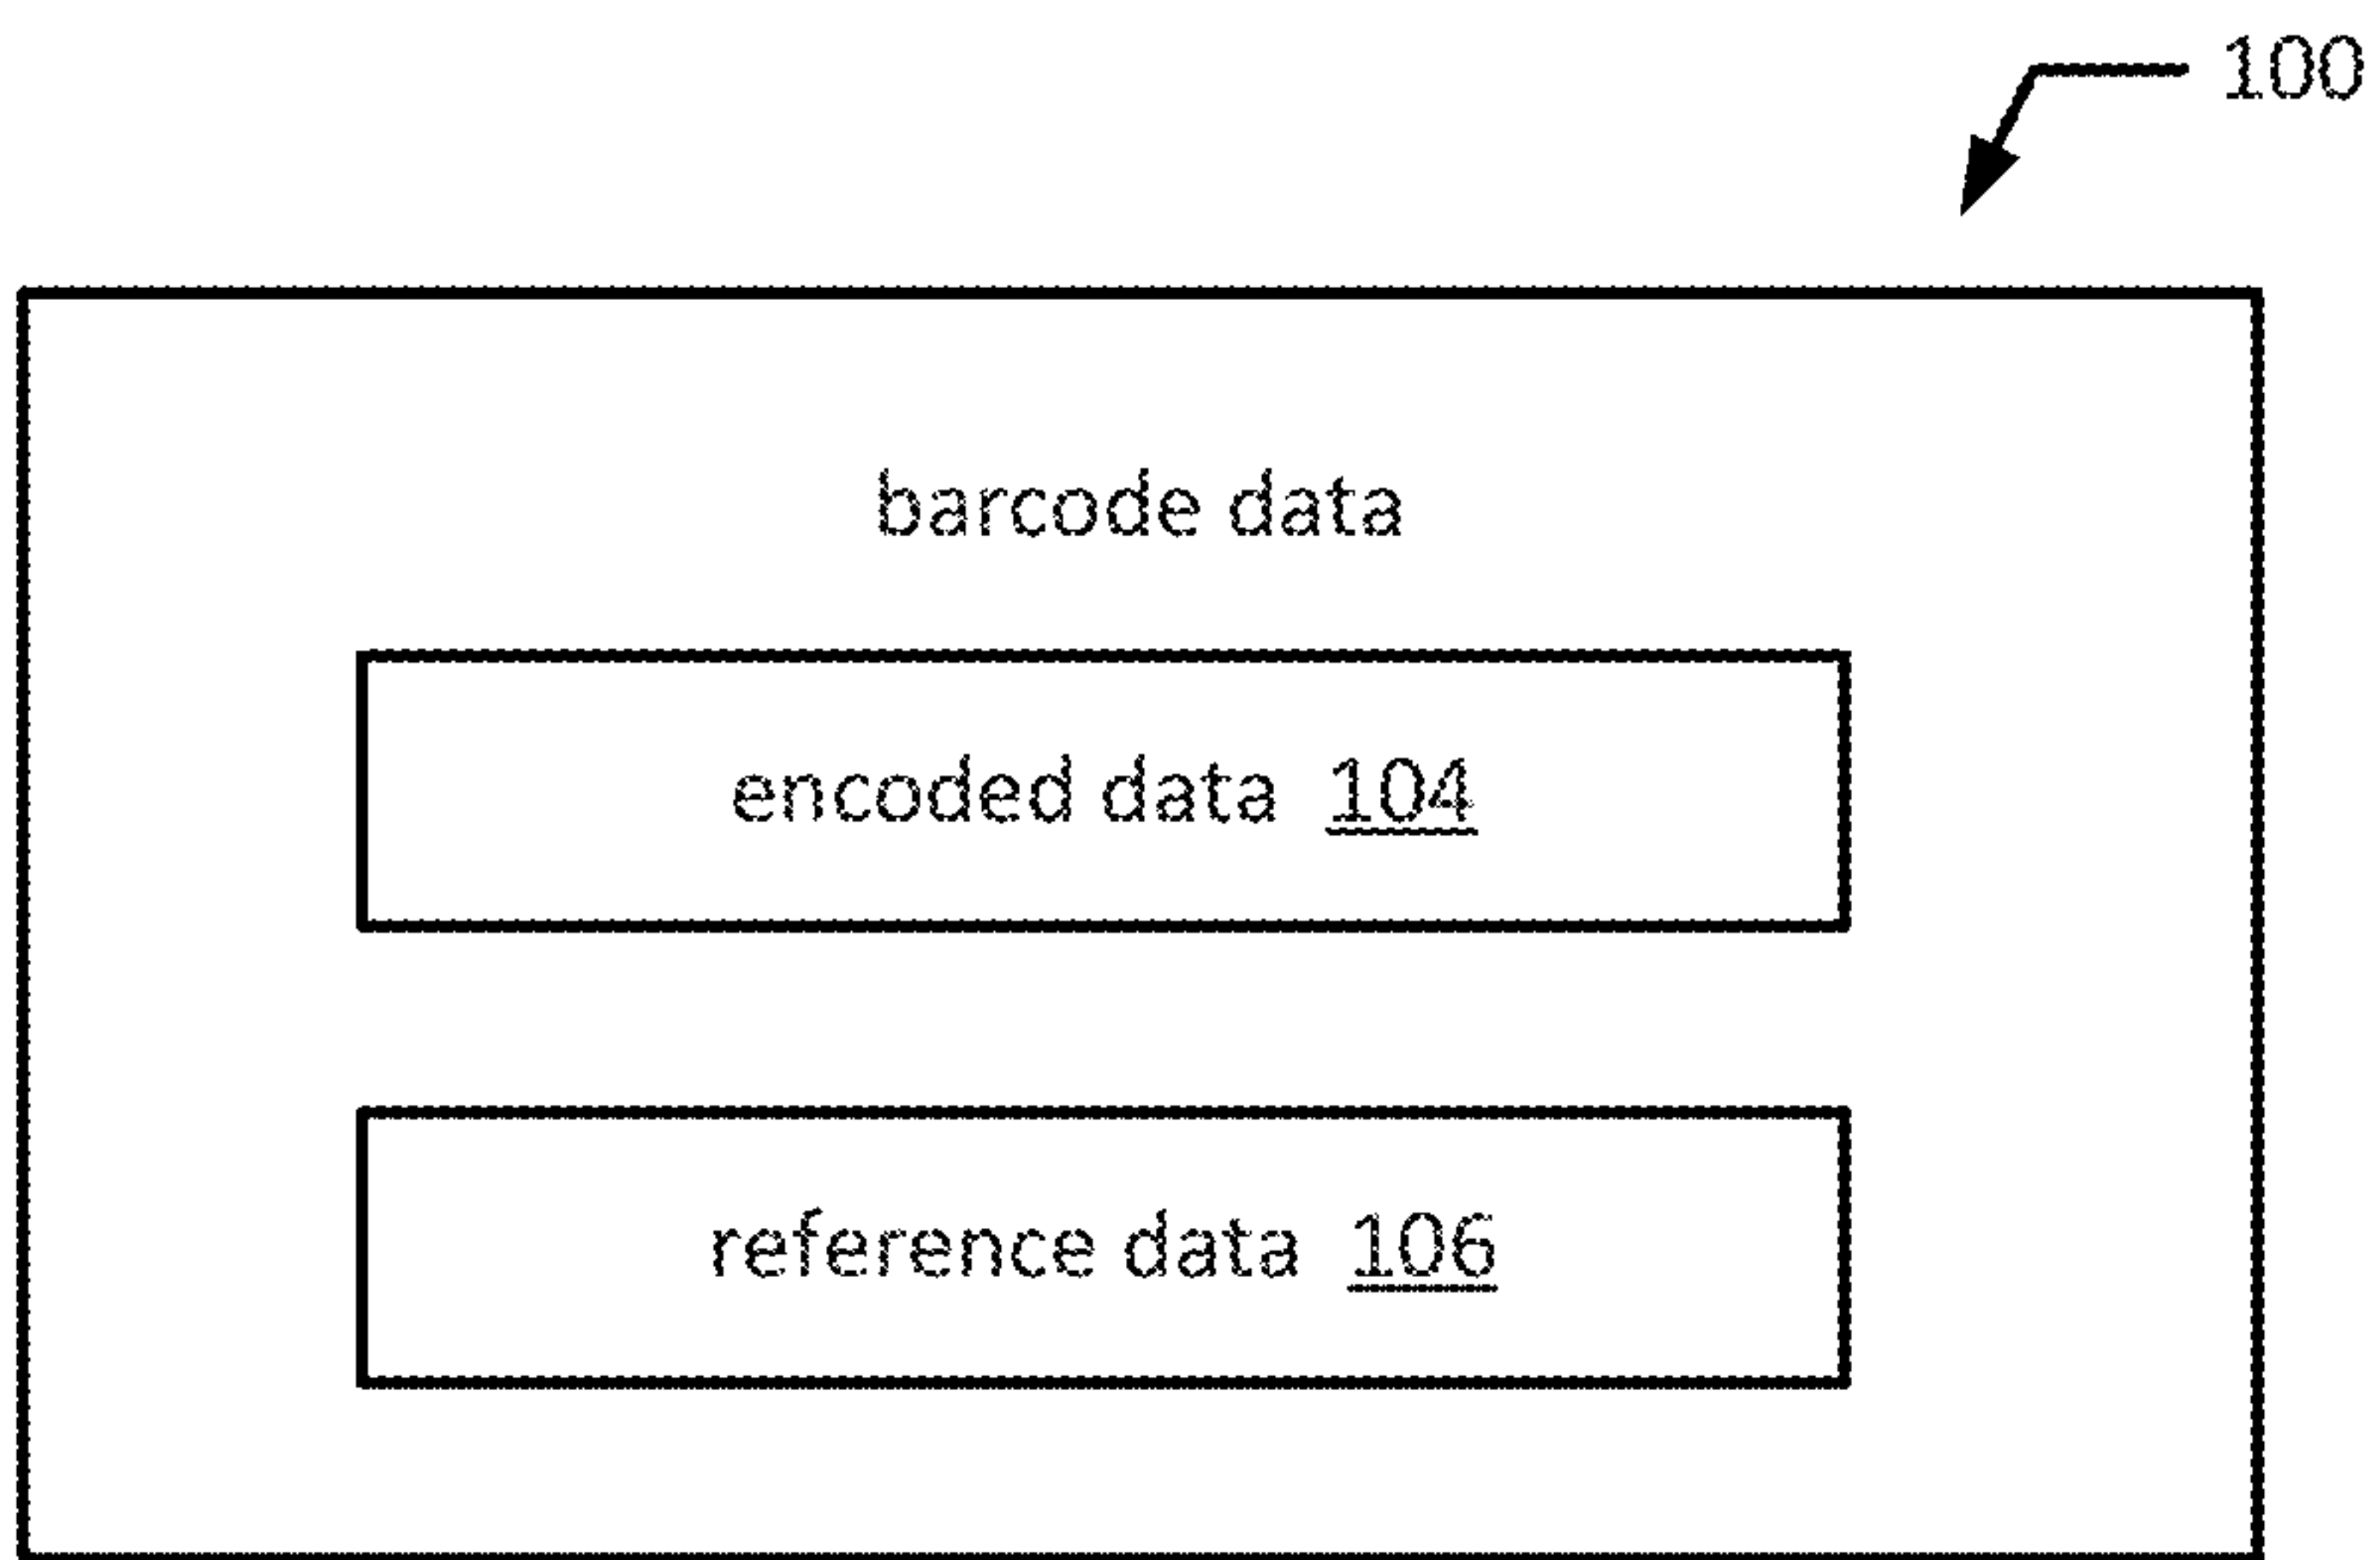 100
barcode data
encoded data 104
reference data 106